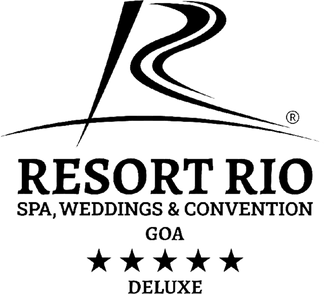 R
®
RESORT RIO
SPA, WEDDINGS & CONVENTION
GOA
★★★★★
DELUXE